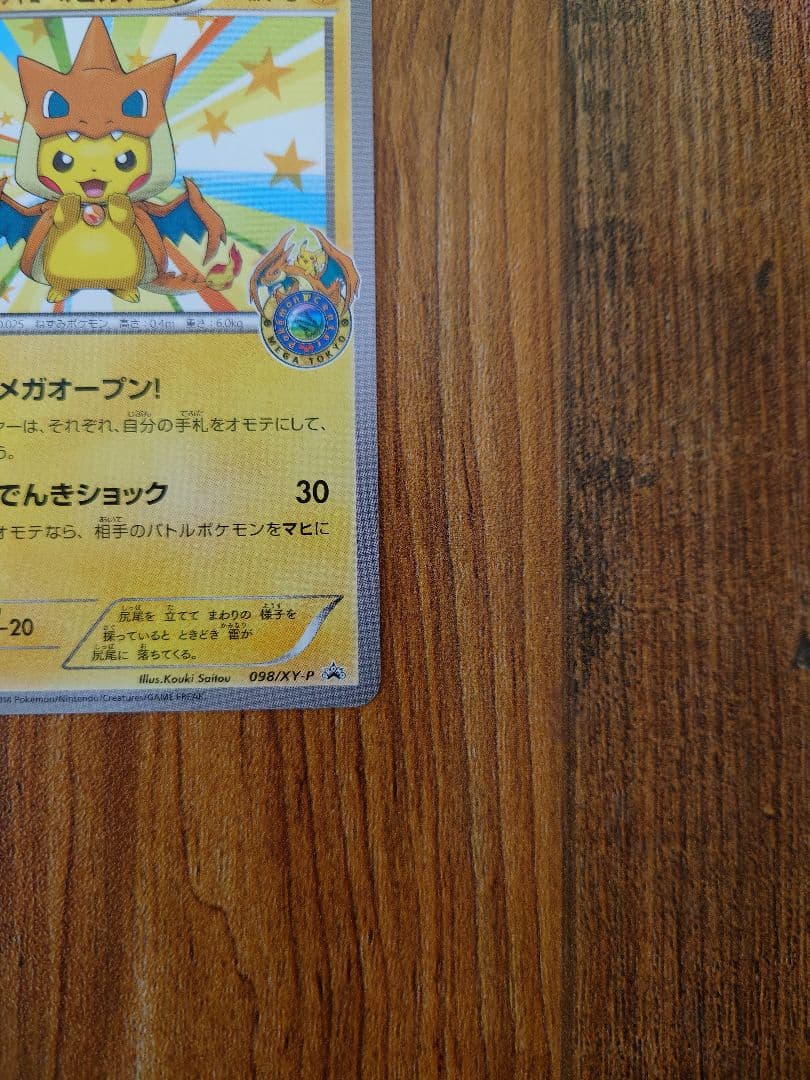 .025 ねずみポケモン 高さ：0.4m 重さ：6.0kg
Pokémon Center
MEGA TOKYO
メガオープン!
ヤーは、それぞれ、自分の手札をオモテにして、
う。
でんきショック 30
オモテなら、相手のバトルポケモンをマヒに
-20
尻尾を 立てて まわりの 様子を
探っていると ときどき 雷が
尻尾に 落ちてくる。
Illus.Kouki Saitou 098/XY-P
Pokémon/Nintendo/Creatures/GAME FREAK.